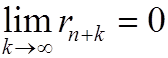 lim r_{n+k} = 0
k→∞